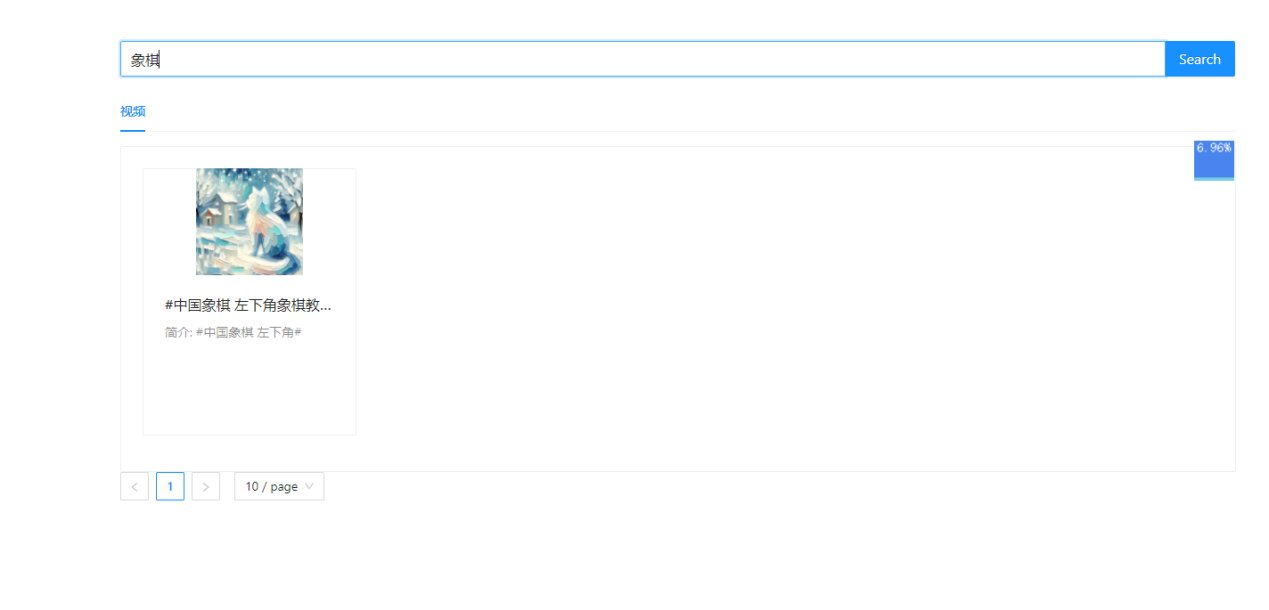 象棋
Search
视频
6.96%
#中国象棋 左下角象棋教...
简介: #中国象棋 左下角#
< 1 > 10 / page